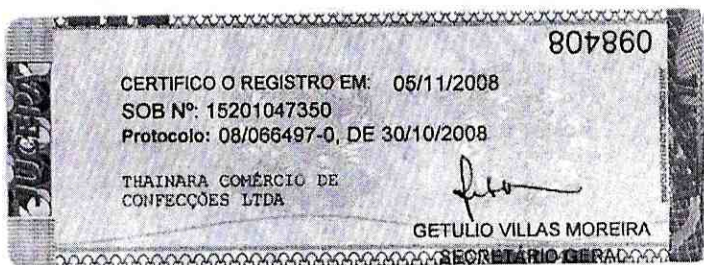 098408
CERTIFICO O REGISTRO EM: 05/11/2008
SOB Nº: 15201047350
Protocolo: 08/066497-0, DE 30/10/2008
THAINARA COMÉRCIO DE
CONFECÇÕES LTDA
GETULIO VILLAS MOREIRA
SECRETÁRIO GERAL
JUCEPA